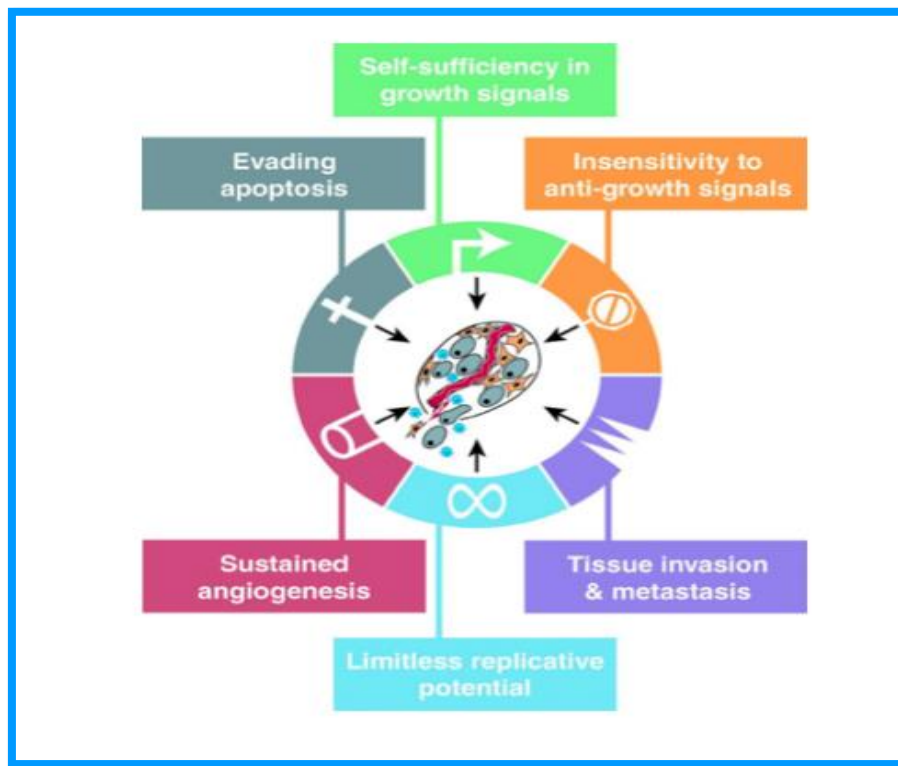 Self-sufficiency in
growth signals
Evading
apoptosis
Insensitivity to
anti-growth signals
Sustained
angiogenesis
Tissue invasion
& metastasis
Limitless replicative
potential